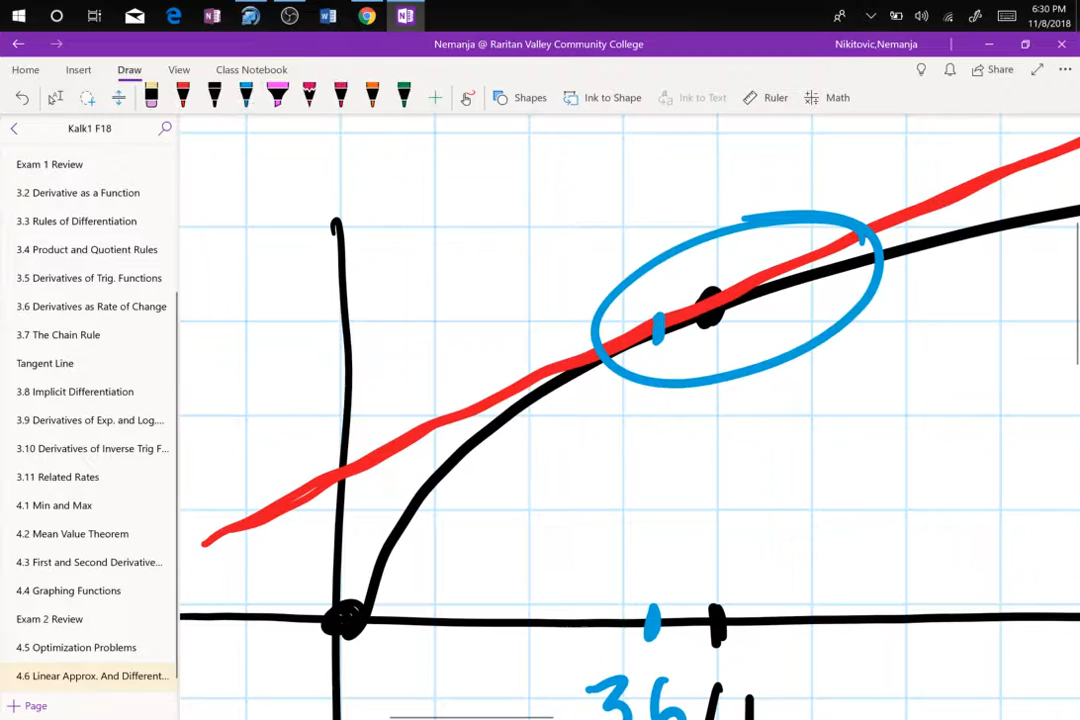 6:30 PM
11/8/2018
Nemanja @ Raritan Valley Community College
Nikitovic,Nemanja
Home Insert Draw View Class Notebook
Share
Shapes Ink to Shape Ink to Text Ruler Math
Kalk1 F18
Exam 1 Review
3.2 Derivative as a Function
3.3 Rules of Differentiation
3.4 Product and Quotient Rules
3.5 Derivatives of Trig. Functions
3.6 Derivatives as Rate of Change
3.7 The Chain Rule
Tangent Line
3.8 Implicit Differentiation
3.9 Derivatives of Exp. and Log....
3.10 Derivatives of Inverse Trig F...
3.11 Related Rates
4.1 Min and Max
4.2 Mean Value Theorem
4.3 First and Second Derivative...
4.4 Graphing Functions
Exam 2 Review
4.5 Optimization Problems
4.6 Linear Approx. And Different...
+ Page
36